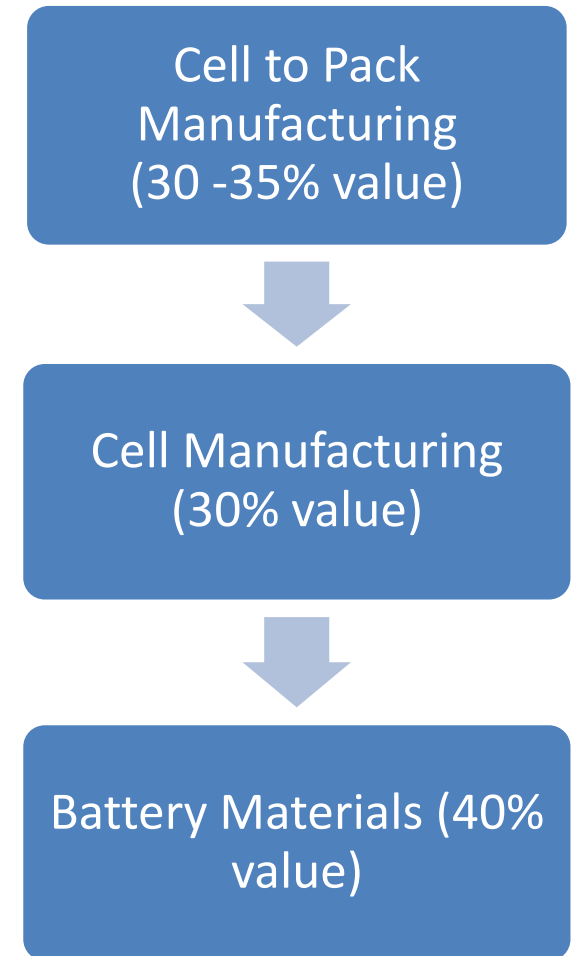 Cell to Pack
Manufacturing
(30 -35% value)
Cell Manufacturing
(30% value)
Battery Materials (40%
value)